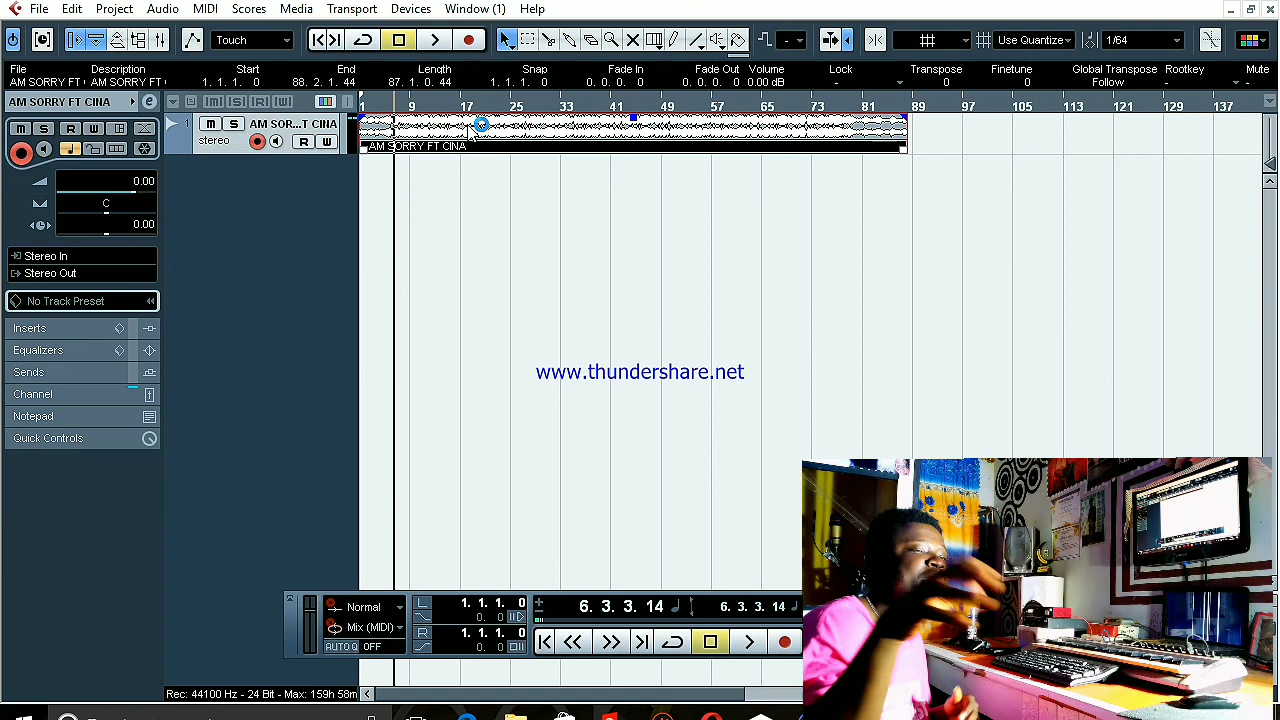 File Edit Project Audio MIDI Scores Media Transport Devices Window (1) Help
Touch - Use Quantize 1/64
File Description Start End Length Snap Fade In Fade Out Volume Lock Transpose Finetune Global Transpose Rootkey Mute
AM SORRY FT ( AM SORRY FT 1. 1. 1. 0 88. 2. 1. 44 87. 1. 0. 44 1. 1. 1. 0 0. 0. 0. 0 0. 0. 0. 0 0.00 dB - 0 0 Follow -
AM SORRY FT CINA
1 9 17 25 33 41 49 57 65 73 81 89 97 105 113 121 129 137
1 M S AM SOR...T CINA
stereo R W
M S R W
AM SORRY FT CINA
0.00
C
0.00
Stereo In
Stereo Out
No Track Preset
Inserts
Equalizers
Sends
Channel
Notepad
Quick Controls
www.thundershare.net
Normal L 1. 1. 1. 0 6. 3. 3. 14 6. 3. 3. 14
Mix (MIDI) 0. 0
R 1. 1. 1. 0
AUTO Q OFF 0. 0
Rec: 44100 Hz - 24 Bit - Max: 159h 58m